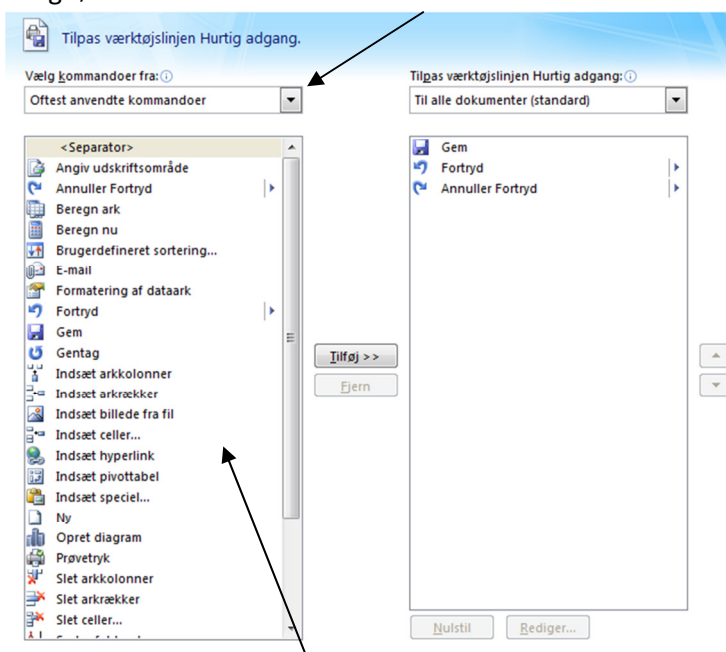 Tilpas værktøjslinjen Hurtig adgang.
Vælg kommandoer fra:
Oftest anvendte kommandoer
<Separator>
Angiv udskriftsområde
Annuller Fortryd
Beregn ark
Beregn nu
Brugerdefineret sortering...
E-mail
Formatering af dataark
Fortryd
Gem
Gentag
Indsæt arkkolonner
Indsæt arkrækker
Indsæt billede fra fil
Indsæt celler...
Indsæt hyperlink
Indsæt pivottabel
Indsæt speciel...
Ny
Opret diagram
Prøvetryk
Slet arkkolonner
Slet arkrækker
Slet celler...
Tilføj >>
Fjern
Tilpas værktøjslinjen Hurtig adgang:
Til alle dokumenter (standard)
Gem
Fortryd
Annuller Fortryd
Nulstil
Rediger...